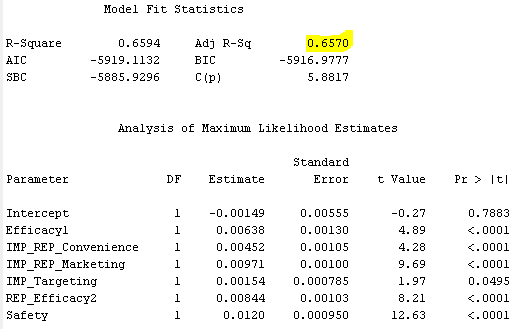 Model Fit Statistics
R-Square 0.6594 Adj R-Sq 0.6570
AIC -5919.1132 BIC -5916.9777
SBC -5885.9296 C(p) 5.8817
Analysis of Maximum Likelihood Estimates
Standard
Parameter DF Estimate Error t Value Pr > |t|
Intercept 1 -0.00149 0.00555 -0.27 0.7883
Efficacy1 1 0.00638 0.00130 4.89 <.0001
IMP_REP_Convenience 1 0.00452 0.00105 4.28 <.0001
IMP_REP_Marketing 1 0.00971 0.00100 9.69 <.0001
IMP_Targeting 1 0.00154 0.000785 1.97 0.0495
REP_Efficacy2 1 0.00844 0.00103 8.21 <.0001
Safety 1 0.0120 0.000950 12.63 <.0001